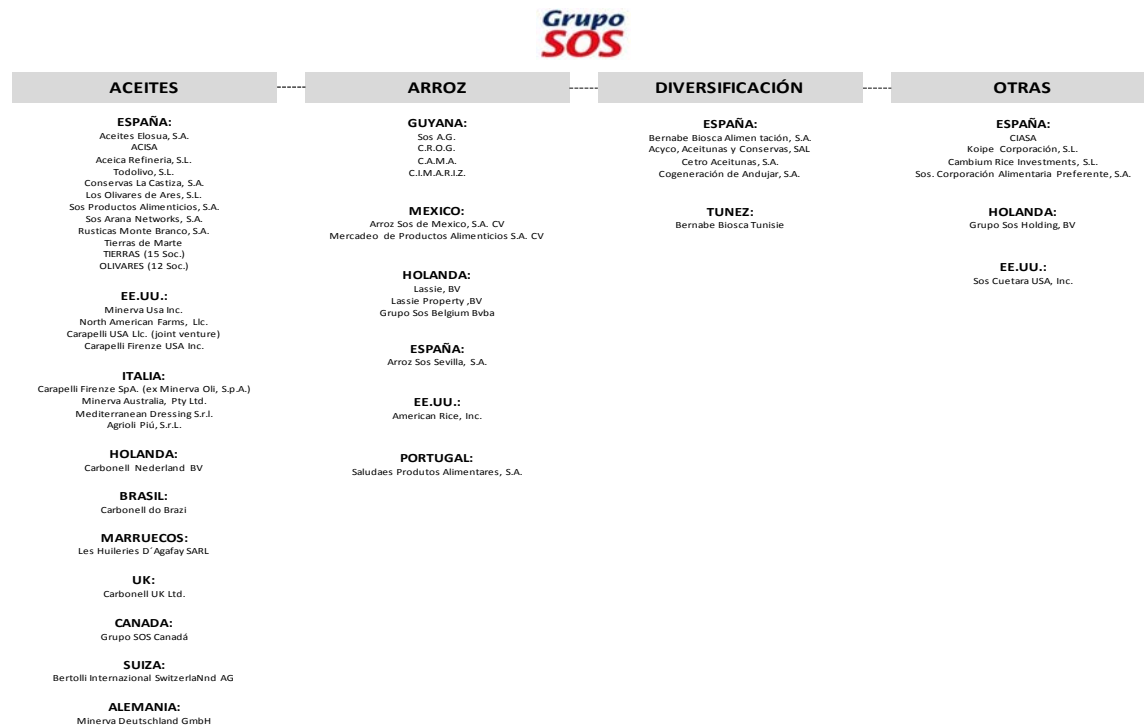 Grupo
SOS
ACEITES
ESPAÑA:
Aceites Elosua, S.A.
ACISA
Aceica Refineria, S.L.
Todolivo, S.L.
Conservas La Castiza, S.A.
Los Olivares de Ares, S.L.
Sos Productos Alimenticios, S.A.
Sos Arana Networks, S.A.
Rusticas Monte Branco, S.A.
Tierras de Marte
TIERRAS (15 Soc.)
OLIVARES (12 Soc.)
EE.UU.:
Minerva Usa Inc.
North American Farms, Llc.
Carapelli USA Llc. (joint venture)
Carapelli Firenze USA Inc.
ITALIA:
Carapelli Firenze SpA. (ex Minerva Oli, S.p.A.)
Minerva Australia, Pty Ltd.
Mediterranean Dressing S.r.l.
Agrioli Piú, S.r.L.
HOLANDA:
Carbonell Nederland BV
BRASIL:
Carbonell do Brazi
MARRUECOS:
Les Huileries D´Agafay SARL
UK:
Carbonell UK Ltd.
CANADA:
Grupo SOS Canadá
SUIZA:
Bertolli Internazional SwitzerlaNnd AG
ALEMANIA:
Minerva Deutschland GmbH
ARROZ
GUYANA:
Sos A.G.
C.R.O.G.
C.A.M.A.
C.I.M.A.R.I.Z.
MEXICO:
Arroz Sos de Mexico, S.A. CV
Mercadeo de Productos Alimenticios S.A. CV
HOLANDA:
Lassie, BV
Lassie Property ,BV
Grupo Sos Belgium Bvba
ESPAÑA:
Arroz Sos Sevilla, S.A.
EE.UU.:
American Rice, Inc.
PORTUGAL:
Saludaes Produtos Alimentares, S.A.
DIVERSIFICACIÓN
ESPAÑA:
Bernabe Biosca Alimen tación, S.A.
Acyco, Aceitunas y Conservas, SAL
Cetro Aceitunas, S.A.
Cogeneración de Andujar, S.A.
TUNEZ:
Bernabe Biosca Tunisie
OTRAS
ESPAÑA:
CIASA
Koipe Corporación, S.L.
Cambium Rice Investments, S.L.
Sos. Corporación Alimentaria Preferente, S.A.
HOLANDA:
Grupo Sos Holding, BV
EE.UU.:
Sos Cuetara USA, Inc.